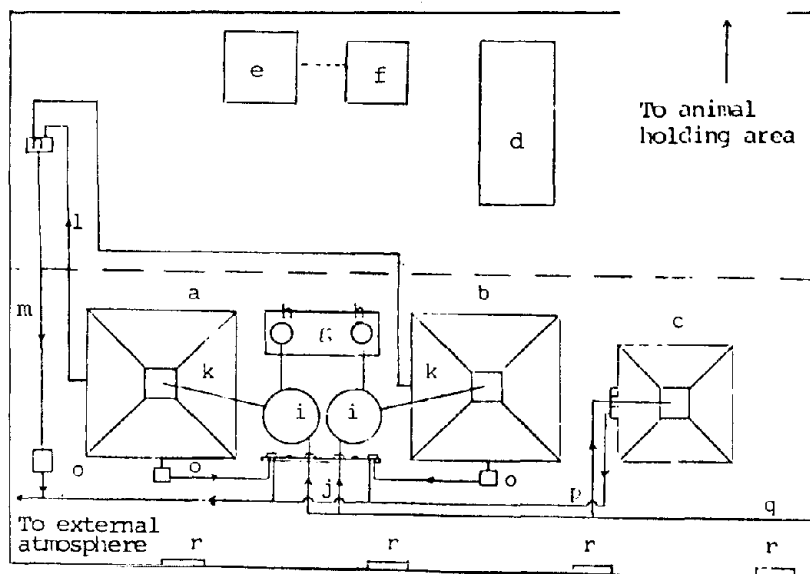 e
f
d
To animal
holding area
n
l
m
a
b
c
h
h
g
k
k
i
i
o
o
o
j
p
q
To external
atmosphere
r
r
r
r